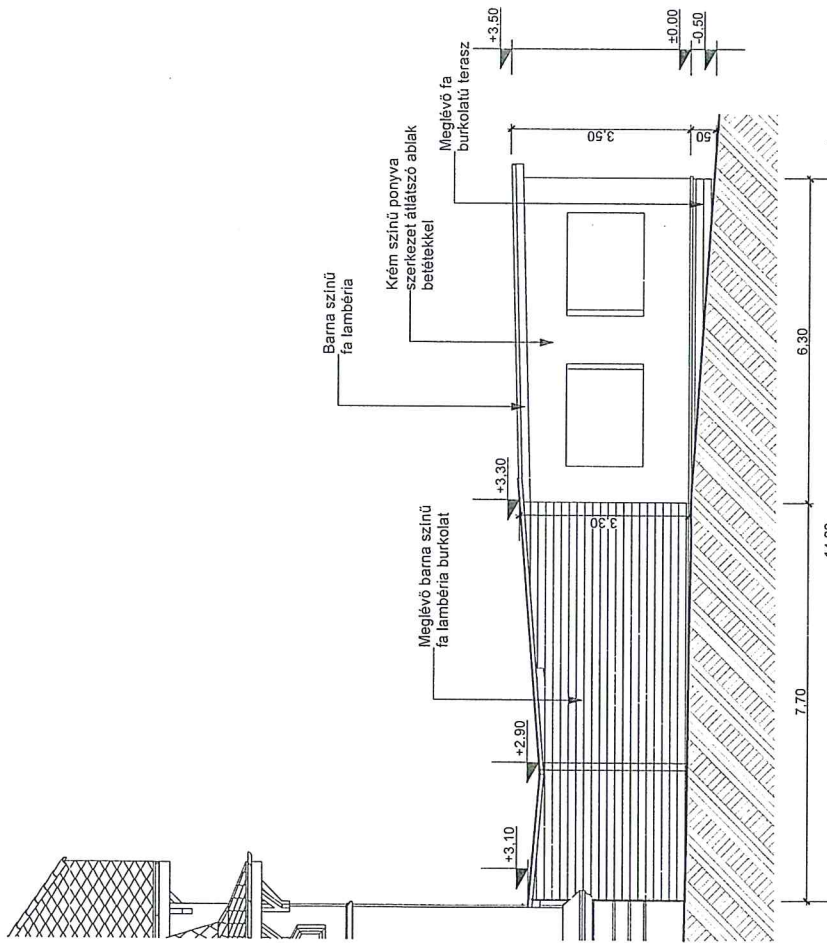 +3,50
±0.00
-0,50
Meglévő fa
burkolatú terasz
3,50
50
Krém színű ponyva
szerkezet átlátszó ablak
betétekkel
Barna színű
fa lambéria
+3,30
3,30
Meglévő barna színű
fa lambéria burkolat
+2,90
+3,10
6,30
7,70